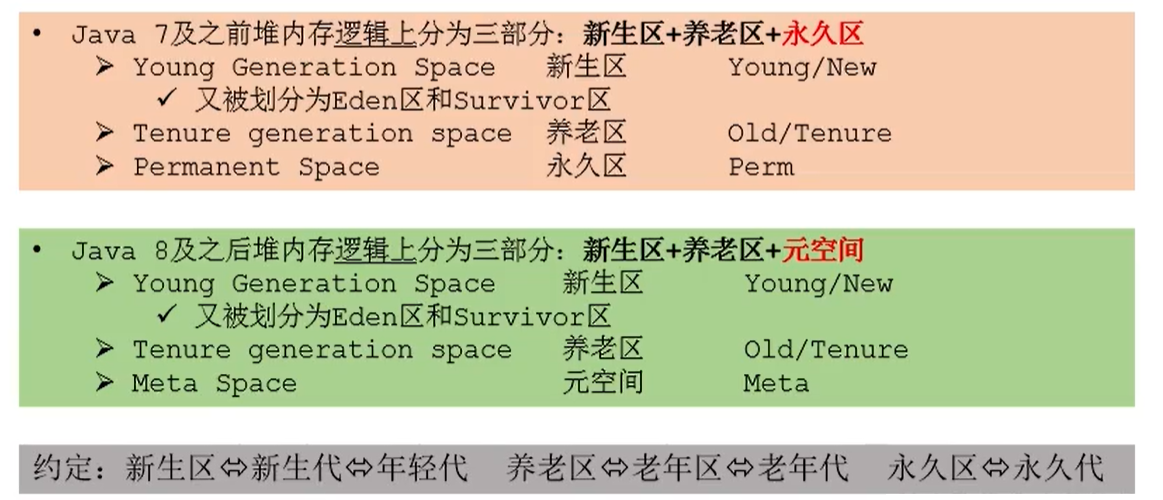 • Java 7及之前堆内存逻辑上分为三部分：新生区+养老区+永久区
➢ Young Generation Space 新生区 Young/New
✓ 又被划分为Eden区和Survivor区
➢ Tenure generation space 养老区 Old/Tenure
➢ Permanent Space 永久区 Perm
• Java 8及之后堆内存逻辑上分为三部分：新生区+养老区+元空间
➢ Young Generation Space 新生区 Young/New
✓ 又被划分为Eden区和Survivor区
➢ Tenure generation space 养老区 Old/Tenure
➢ Meta Space 元空间 Meta
约定：新生区⇔新生代⇔年轻代 养老区⇔老年区⇔老年代 永久区⇔永久代